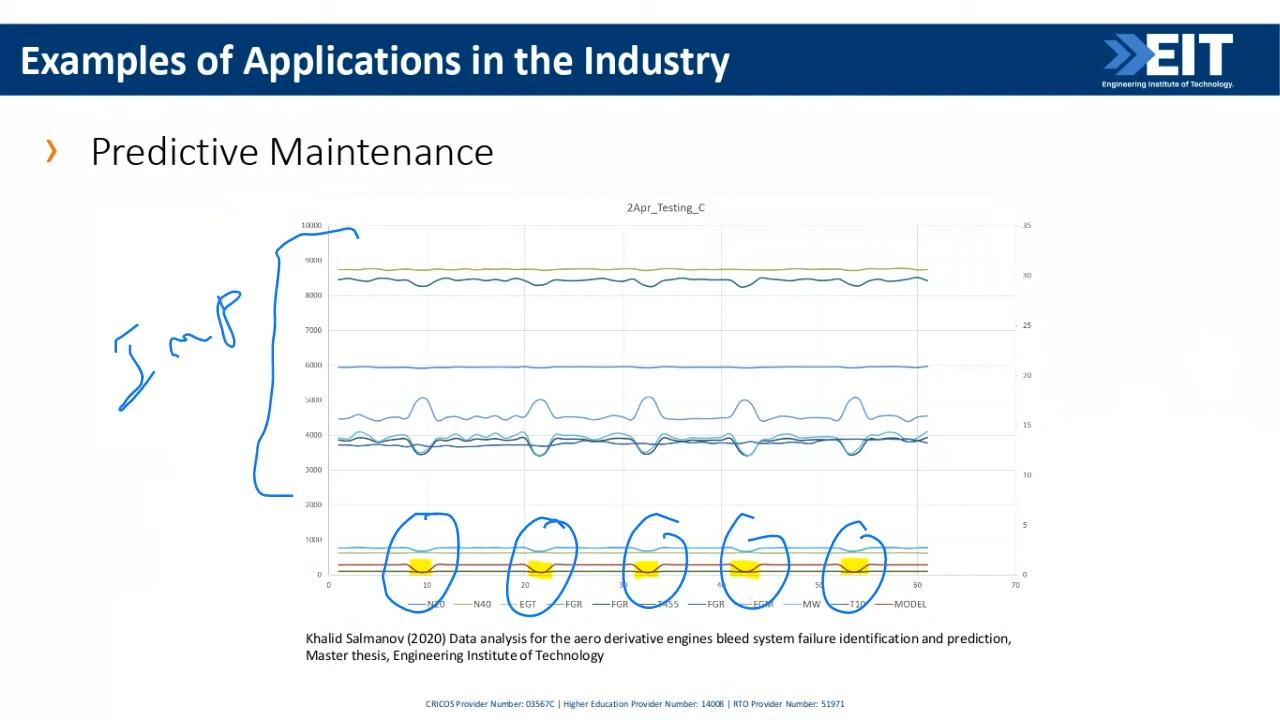 Examples of Applications in the Industry
EIT
Engineering Institute of Technology.
› Predictive Maintenance
2Apr_Testing_C
10000
9000
8000
7000
6000
5000
4000
3000
2000
1000
0
35
30
25
20
15
10
5
0
0 10 20 30 40 50 60 70
N20 N40 EGT FGR FGR T455 FGR FGM MW T10 MODEL
Imp
Khalid Salmanov (2020) Data analysis for the aero derivative engines bleed system failure identification and prediction,
Master thesis, Engineering Institute of Technology
CRICOS Provider Number: 03567C | Higher Education Provider Number: 14008 | RTO Provider Number: 51971